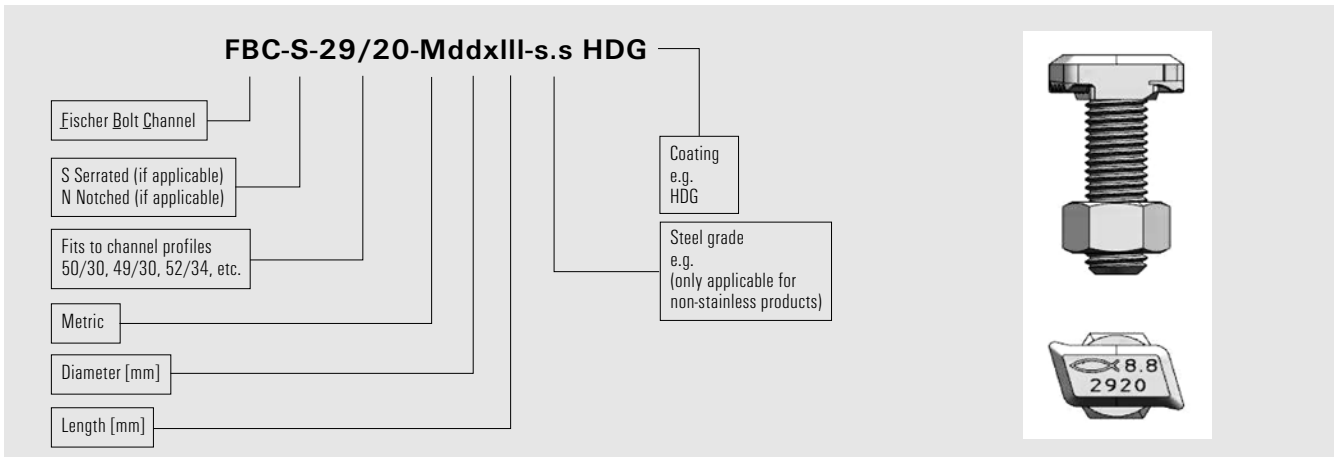 FBC-S-29/20-Mddxlll-s.s HDG
Fischer Bolt Channel
S Serrated (if applicable)
N Notched (if applicable)
Fits to channel profiles
50/30, 49/30, 52/34, etc.
Metric
Diameter [mm]
Length [mm]
Coating
e.g.
HDG
Steel grade
e.g.
(only applicable for
non-stainless products)
8.8
2920